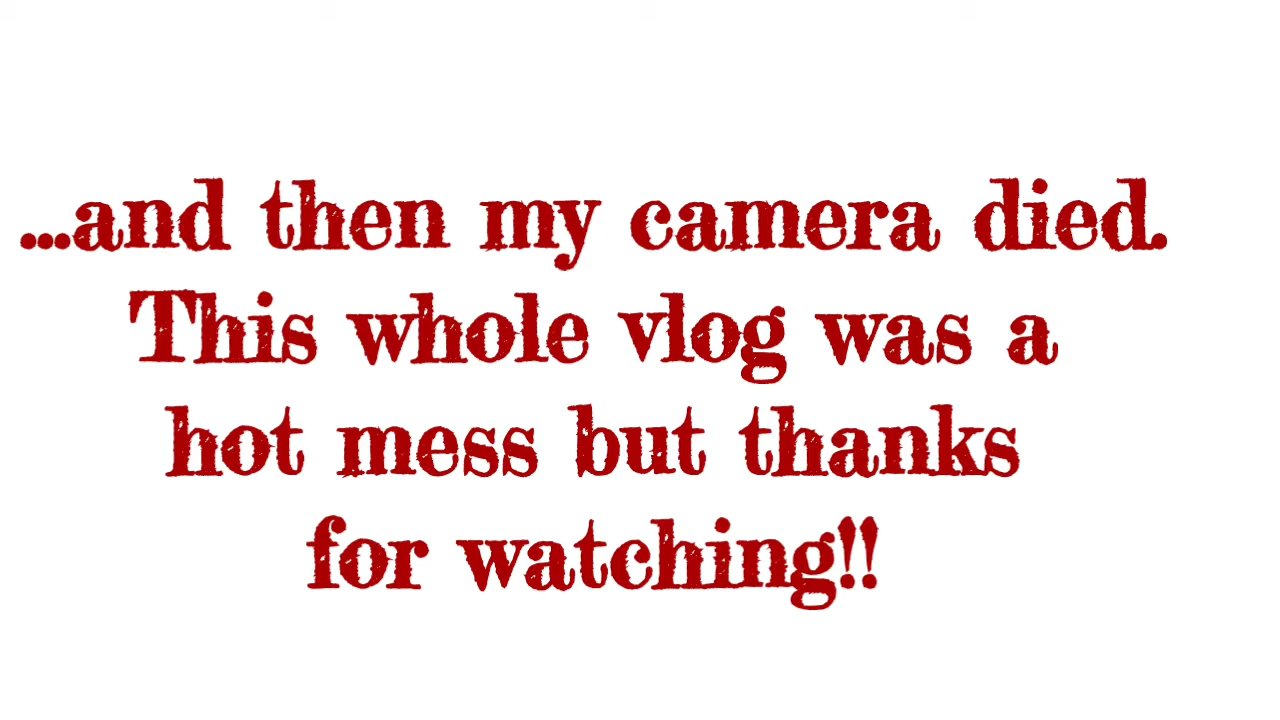 ...and then my camera died.
This whole vlog was a
hot mess but thanks
for watching!!